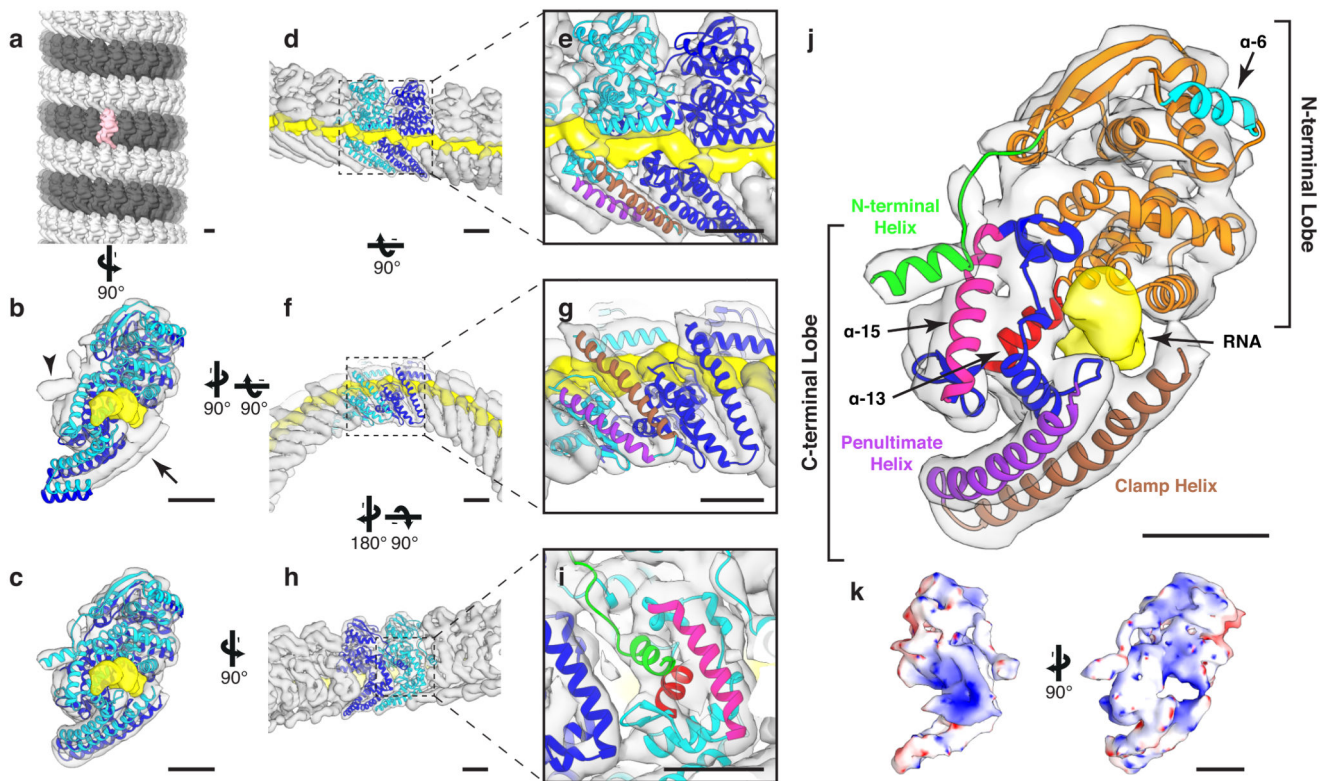 a
90°
b
90° 90°
c
90°
d
90°
e
f
180° 90°
g
h
i
j
α-6
N-terminal Lobe
N-terminal
Helix
α-15
RNA
α-13
C-terminal Lobe
Penultimate
Helix
Clamp Helix
k
90°